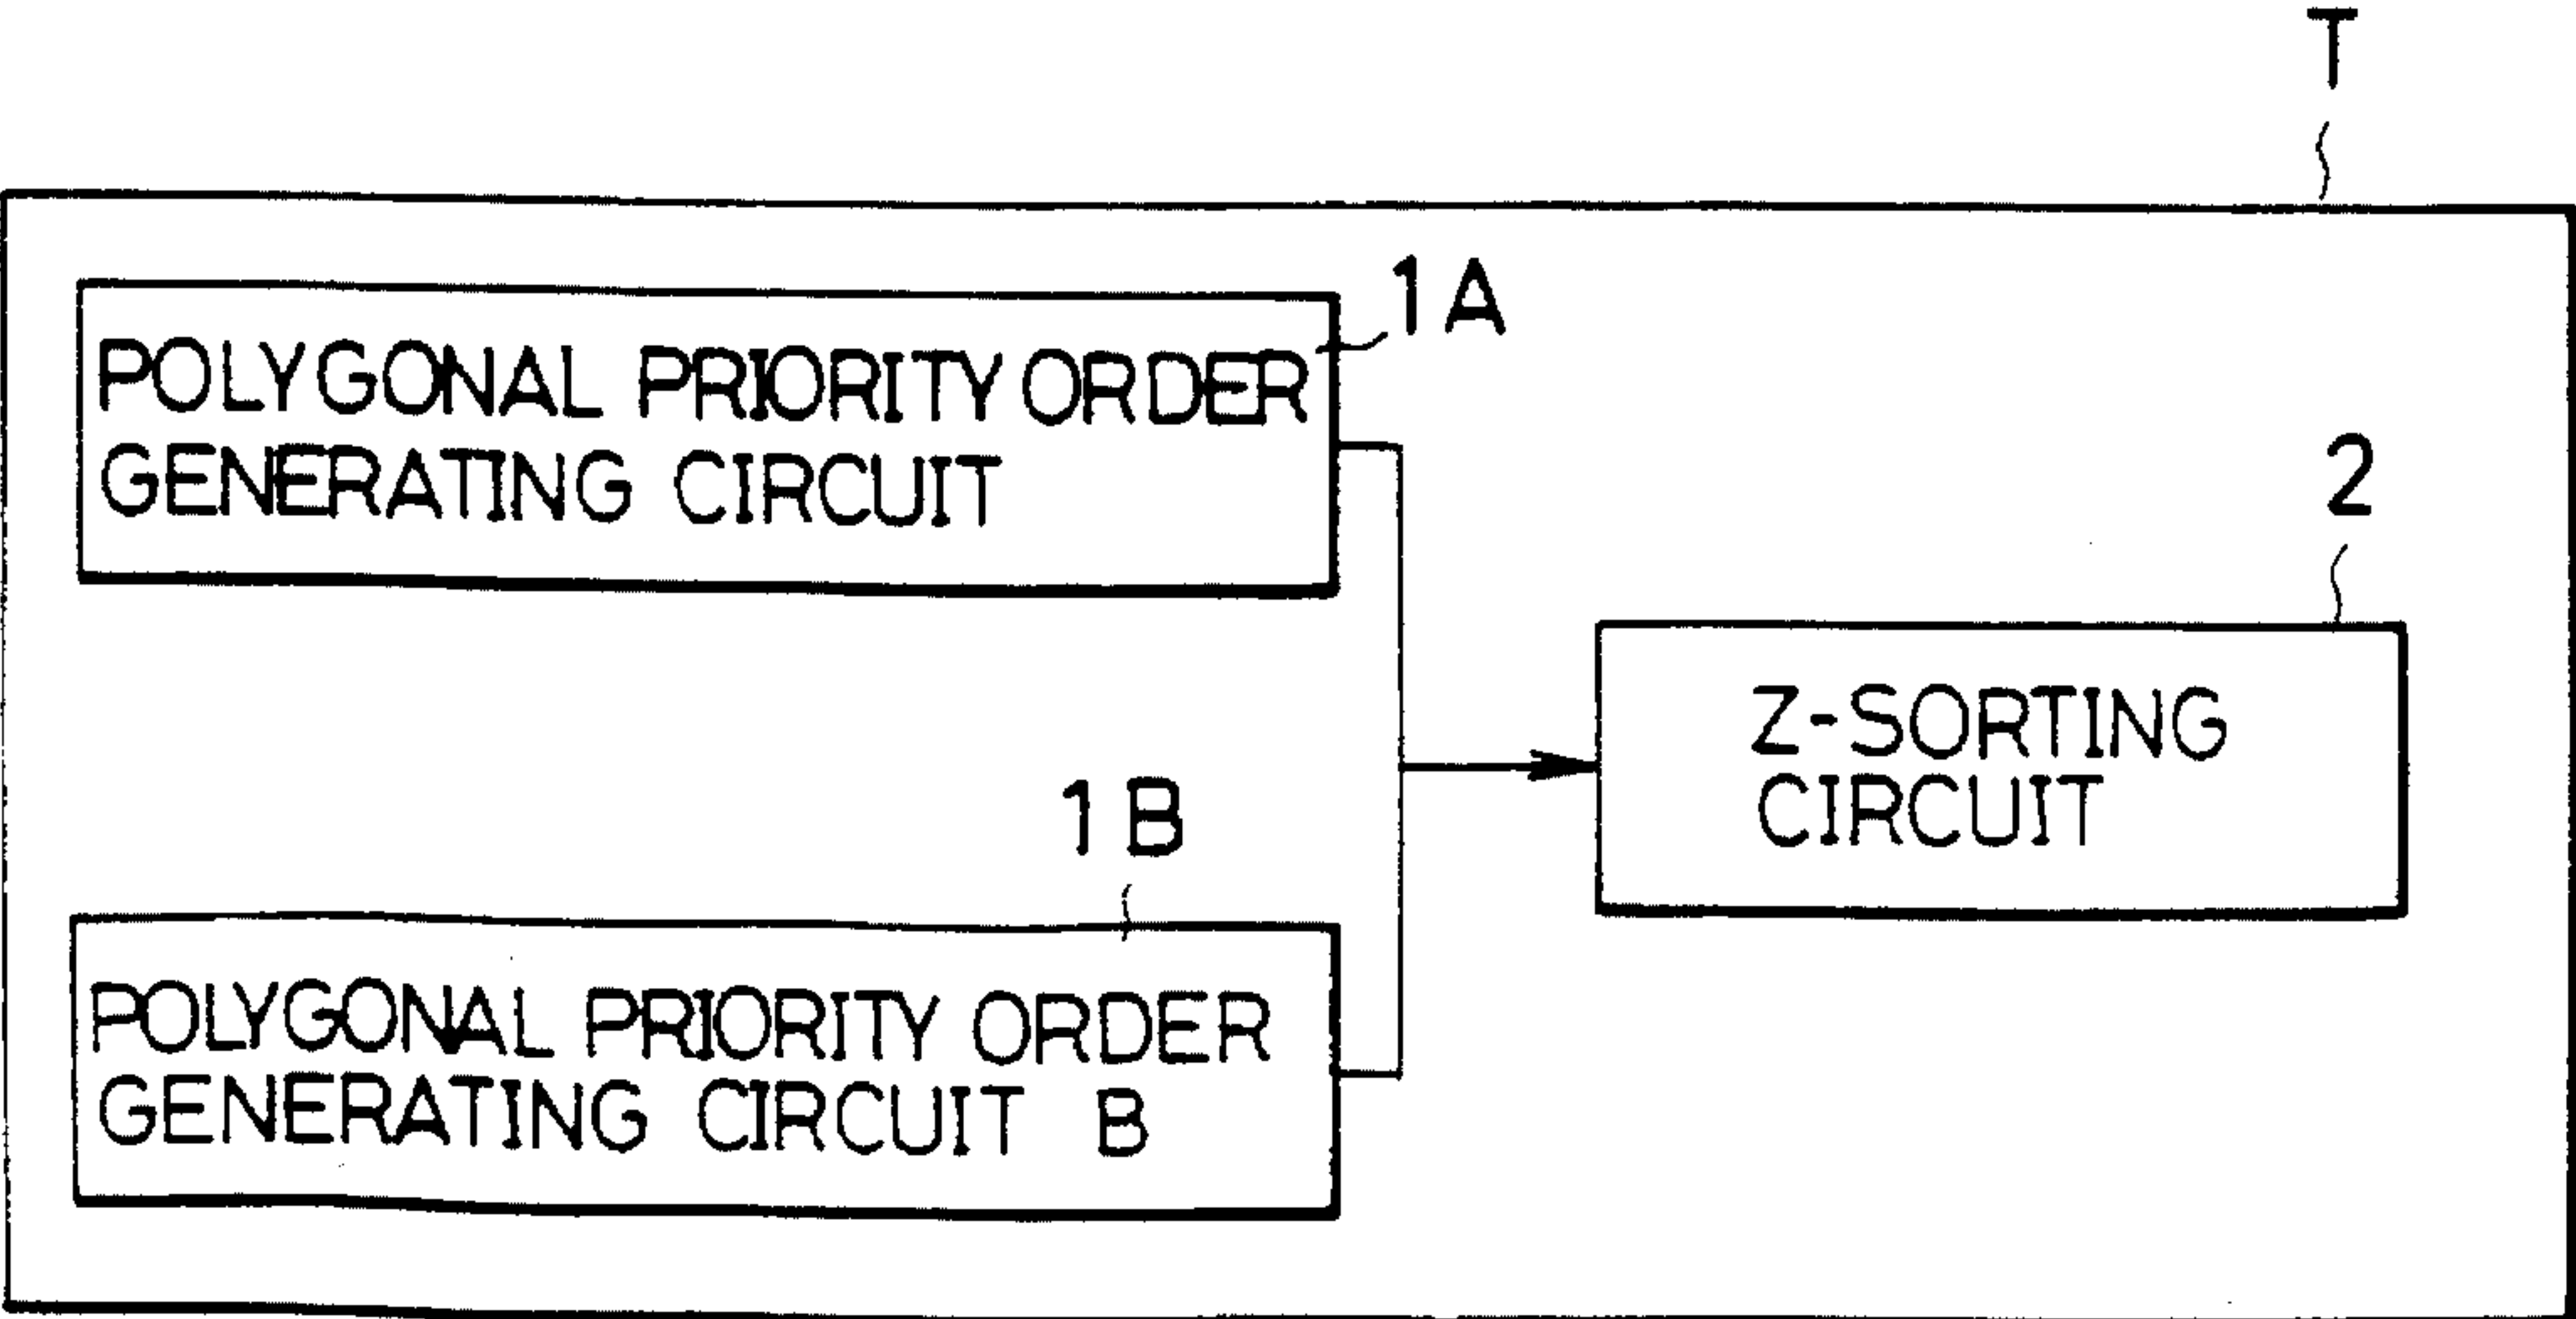 T
1A
POLYGONAL PRIORITY ORDER
GENERATING CIRCUIT
2
Z-SORTING
CIRCUIT
1B
POLYGONAL PRIORITY ORDER
GENERATING CIRCUIT B